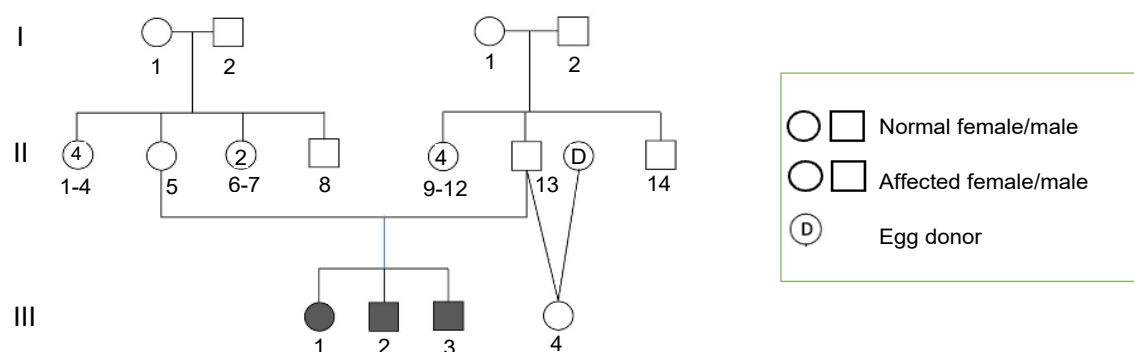 I
1 2 1 2
II
4 2 4 D
1-4 5 6-7 8 9-12 13 14
III
1 2 3 4
Normal female/male
Affected female/male
D Egg donor